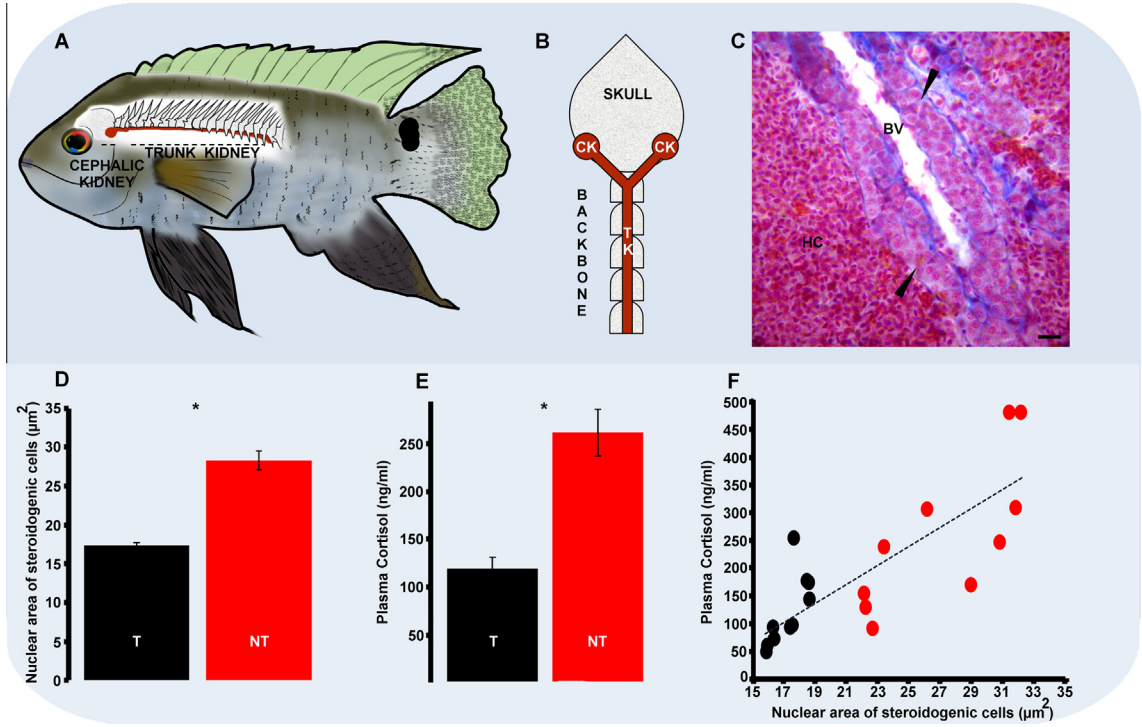 A
TRUNK KIDNEY
CEPHALIC
KIDNEY
B
SKULL
CK CK
BACKBONE
T
K
C
BV
HC
D
Nuclear area of steroidogenic cells (µm2)
35
30
25
20
15
10
5
0
*
T
NT
E
Plasma Cortisol (ng/ml)
250
200
150
100
50
*
T
NT
F
Plasma Cortisol (ng/ml)
500
450
400
350
300
250
200
150
100
50
0
15 17 19 22 23 26 27 29 31 33 35
Nuclear area of steroidogenic cells (µm2)